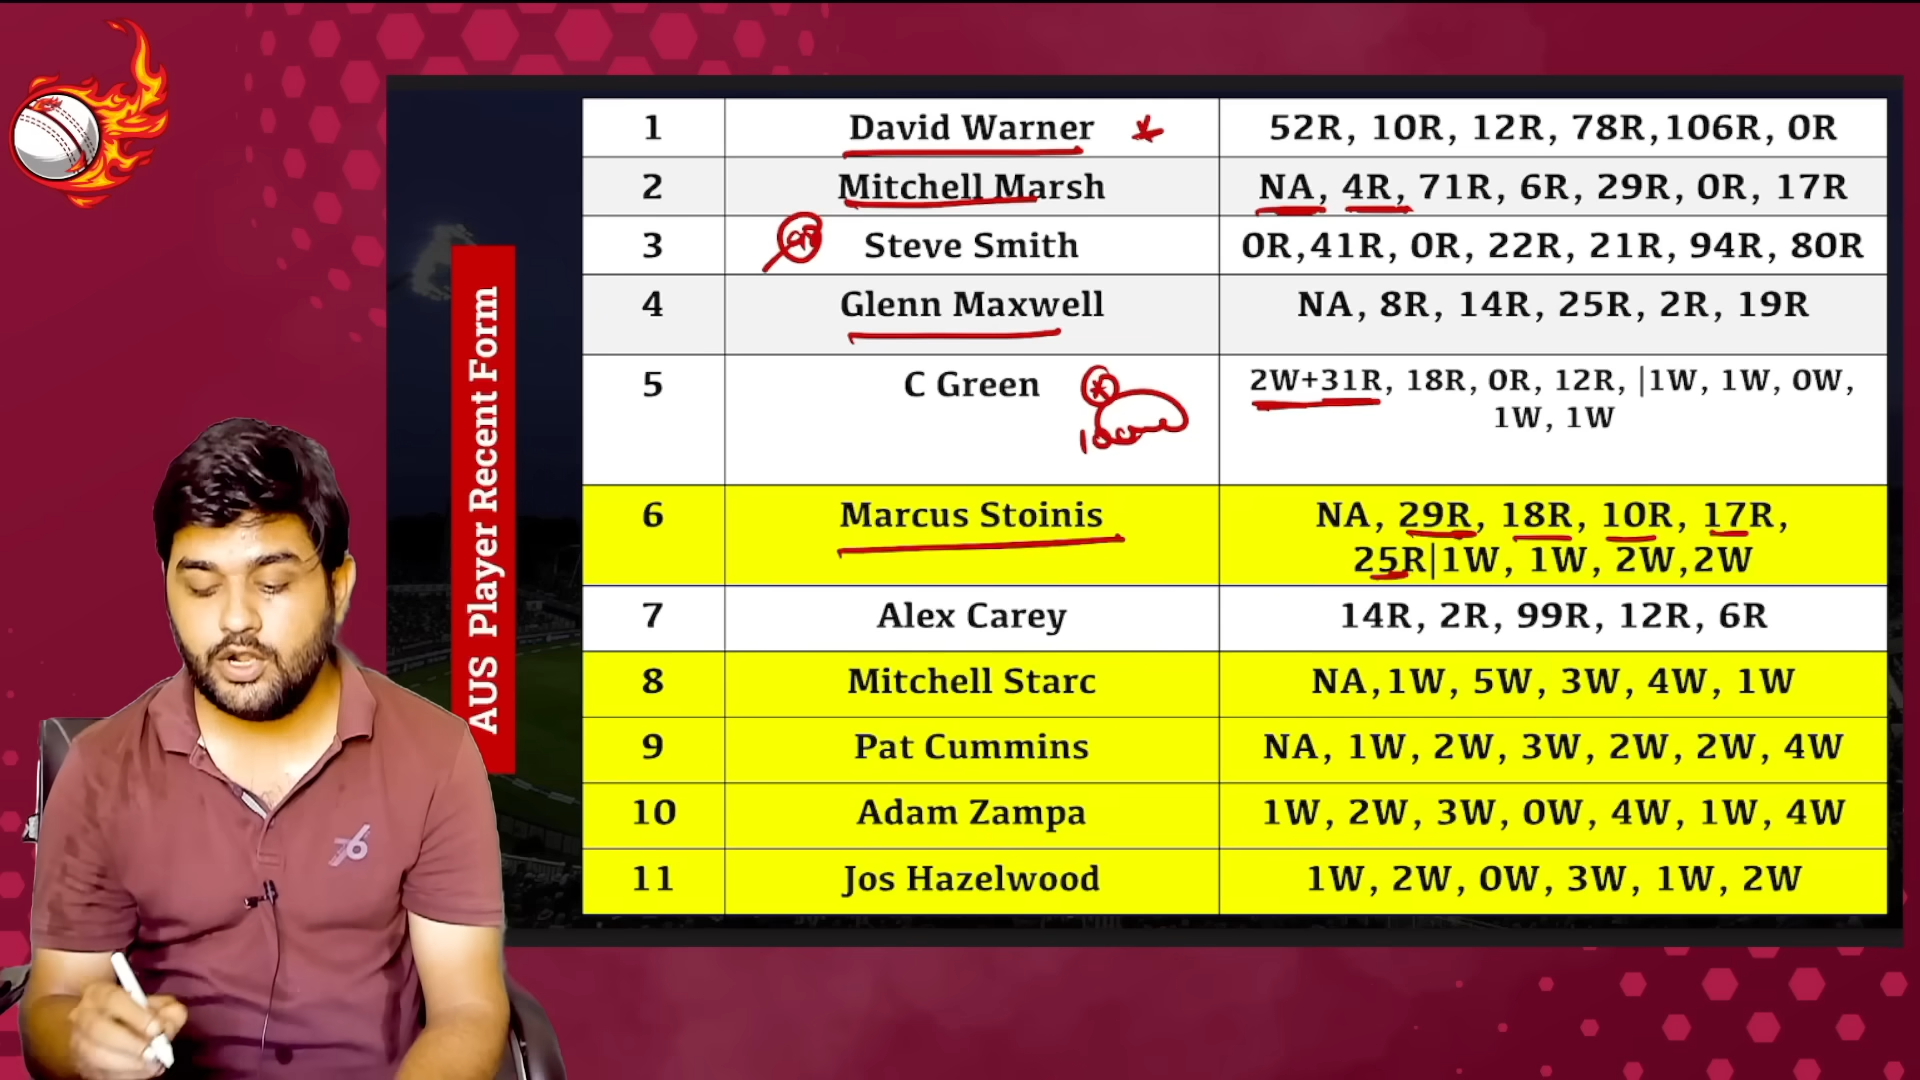 AUS Player Recent Form
1 David Warner 52R, 10R, 12R, 78R,106R, 0R
2 Mitchell Marsh NA, 4R, 71R, 6R, 29R, 0R, 17R
3 Steve Smith 0R,41R, 0R, 22R, 21R, 94R, 80R
4 Glenn Maxwell NA, 8R, 14R, 25R, 2R, 19R
5 C Green 2W+31R, 18R, 0R, 12R, |1W, 1W, 0W,
1W, 1W
6 Marcus Stoinis NA, 29R, 18R, 10R, 17R,
25R|1W, 1W, 2W,2W
7 Alex Carey 14R, 2R, 99R, 12R, 6R
8 Mitchell Starc NA,1W, 5W, 3W, 4W, 1W
9 Pat Cummins NA, 1W, 2W, 3W, 2W, 2W, 4W
10 Adam Zampa 1W, 2W, 3W, 0W, 4W, 1W, 4W
11 Jos Hazelwood 1W, 2W, 0W, 3W, 1W, 2W
76